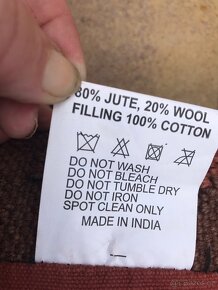 80% JUTE, 20% WOOL
FILLING 100% COTTON
DO NOT WASH
DO NOT BLEACH
DO NOT TUMBLE DRY
DO NOT IRON
SPOT CLEAN ONLY
MADE IN INDIA